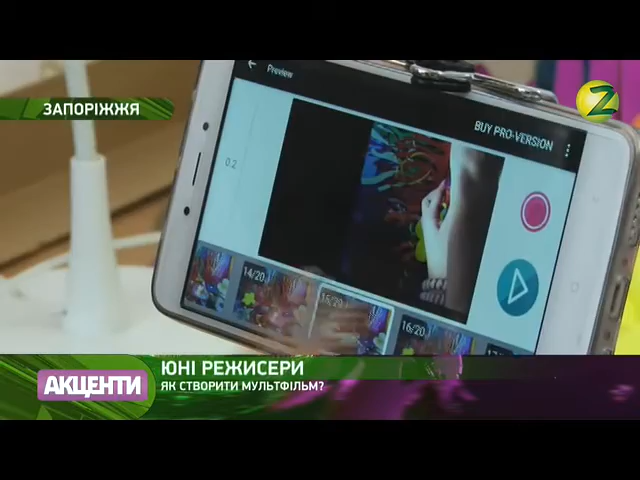 ЗАПОРІЖЖЯ
Z
Preview
BUY PRO-VERSION
0.2
14/20
15/20
16/20
ЮНІ РЕЖИСЕРИ
АКЦЕНТИ
ЯК СТВОРИТИ МУЛЬТФІЛЬМ?